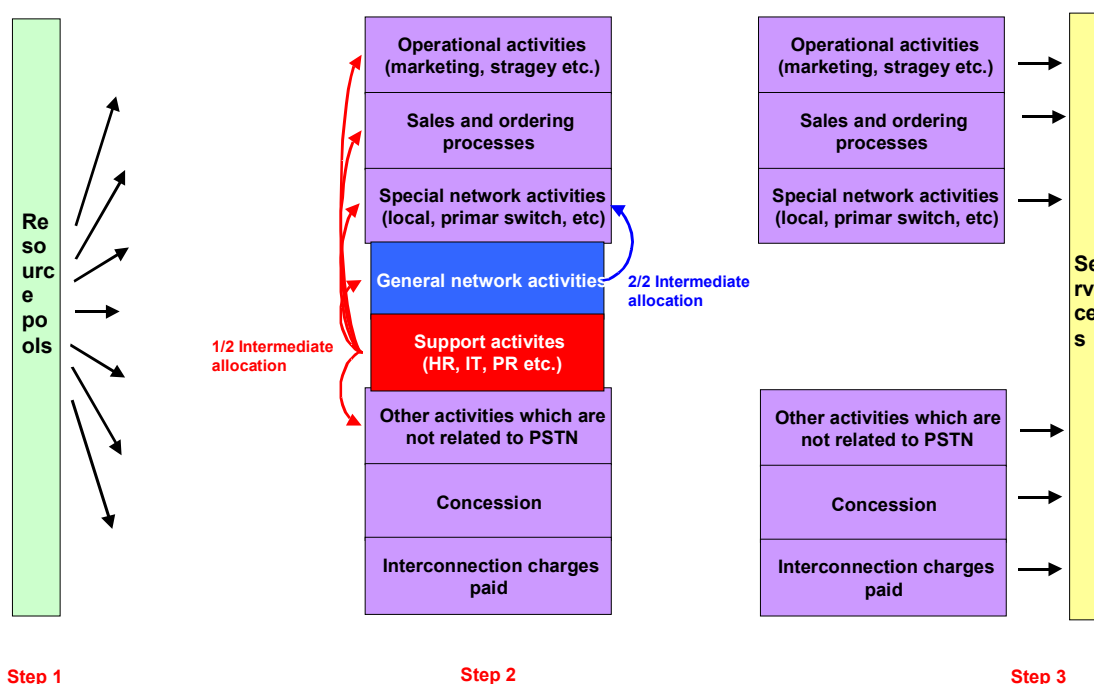 Re
so
urc
e
po
ols
Operational activities
(marketing, stragey etc.)
Sales and ordering
processes
Special network activities
(local, primar switch, etc)
General network activities
Support activites
(HR, IT, PR etc.)
Other activities which are
not related to PSTN
Concession
Interconnection charges
paid
1/2 Intermediate
allocation
2/2 Intermediate
allocation
Operational activities
(marketing, stragey etc.)
Sales and ordering
processes
Special network activities
(local, primar switch, etc)
Other activities which are
not related to PSTN
Concession
Interconnection charges
paid
Se
rv
ce
s
Step 1
Step 2
Step 3